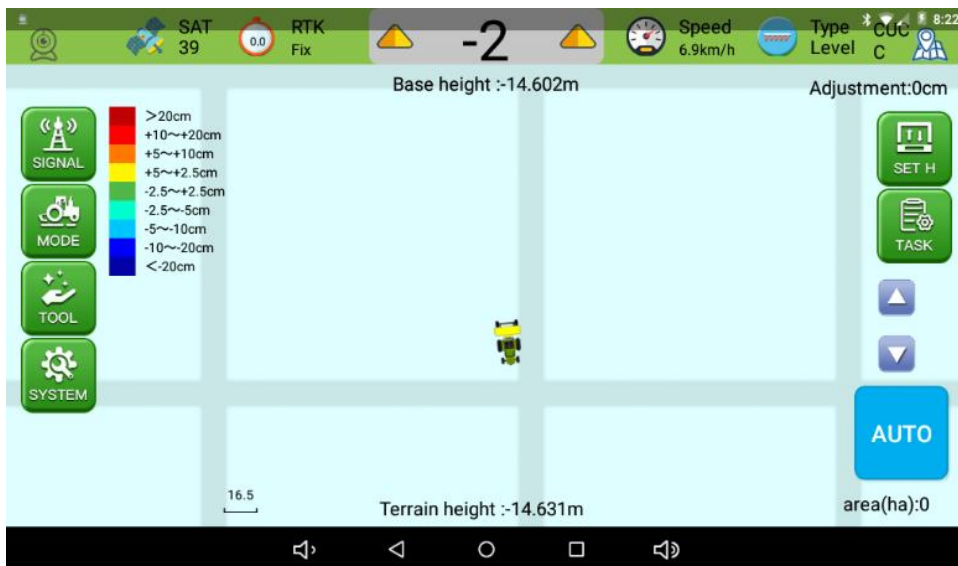 8:22
SAT
39
0.0
RTK
Fix
-2
Speed
6.9km/h
Type
Level
CUC
C
Base height :-14.602m
Adjustment:0cm
SIGNAL
MODE
TOOL
SYSTEM
>20cm
+10～+20cm
+5～+10cm
+5～+2.5cm
-2.5～+2.5cm
-2.5～-5cm
-5～-10cm
-10～-20cm
<-20cm
SET H
TASK
AUTO
16.5
Terrain height :-14.631m
area(ha):0